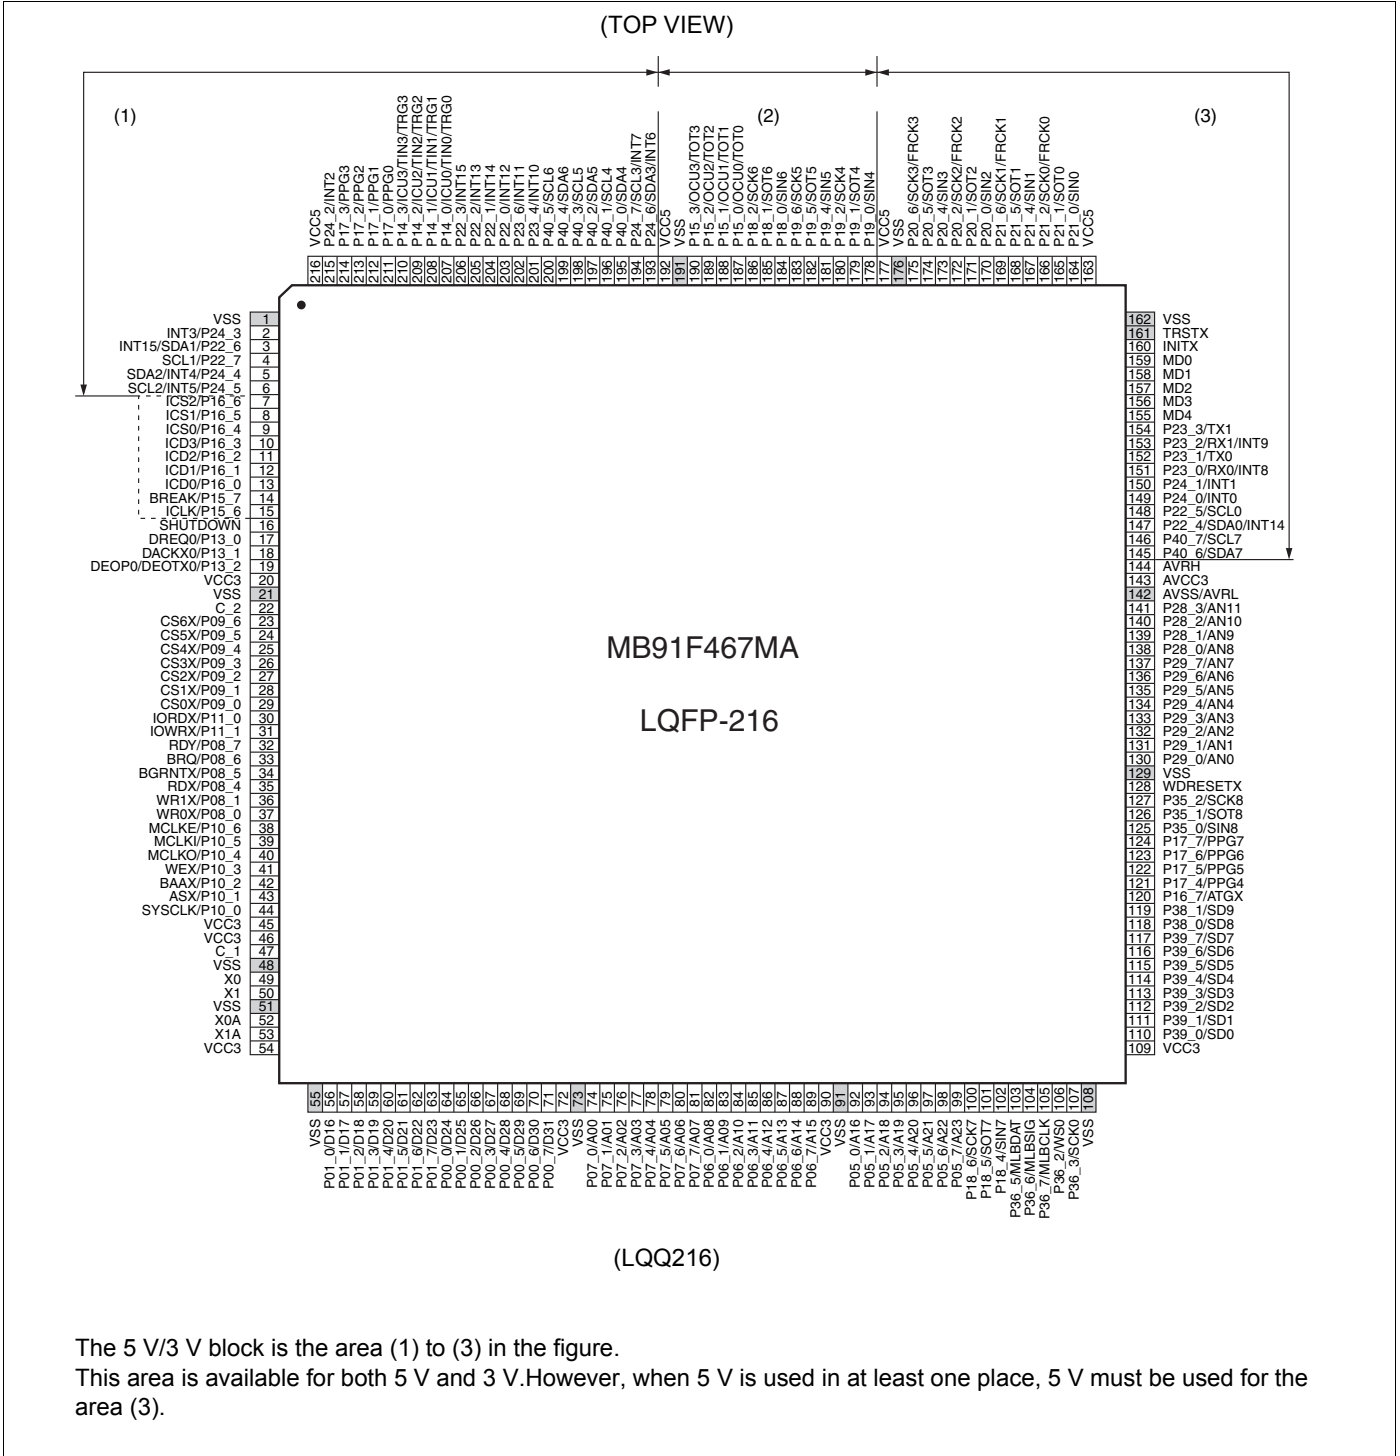 (TOP VIEW)
(1)
(2)
(3)
216 VCC5
215 P24_2/INT2
214 P17_3/PPG3
213 P17_2/PPG2
212 P17_1/PPG1
211 P17_0/PPG0
210 P14_3/ICU3/TIN3/TRG3
209 P14_2/ICU2/TIN2/TRG2
208 P14_1/ICU1/TIN1/TRG1
207 P14_0/ICU0/TIN0/TRG0
206 P22_3/INT15
205 P22_2/INT13
204 P22_1/INT14
203 P22_0/INT12
202 P23_6/INT11
201 P23_4/INT10
200 P40_5/SCL6
199 P40_4/SDA6
198 P40_3/SCL5
197 P40_2/SDA5
196 P40_1/SCL4
195 P40_0/SDA4
194 P24_7/SCL3/INT7
193 P24_6/SDA3/INT6
192 VCC5
191 VSS
190 P15_3/OCU3/TOT3
189 P15_2/OCU2/TOT2
188 P15_1/OCU1/TOT1
187 P15_0/OCU0/TOT0
186 P18_2/SCK6
185 P18_1/SOT6
184 P18_0/SIN6
183 P19_6/SCK5
182 P19_5/SOT5
181 P19_4/SIN5
180 P19_2/SCK4
179 P19_1/SOT4
178 P19_0/SIN4
177 VCC5
176 VSS
175 P20_6/SCK3/FRCK3
174 P20_5/SOT3
173 P20_4/SIN3
172 P20_2/SCK2/FRCK2
171 P20_1/SOT2
170 P20_0/SIN2
169 P21_6/SCK1/FRCK1
168 P21_5/SOT1
167 P21_4/SIN1
166 P21_2/SCK0/FRCK0
165 P21_1/SOT0
164 P21_0/SIN0
163 VCC5
VSS 1
INT3/P24_3 2
INT15/SDA1/P22_6 3
SCL1/P22_7 4
SDA2/INT4/P24_4 5
SCL2/INT5/P24_5 6
ICS2/P16_6 7
ICS1/P16_5 8
ICS0/P16_4 9
ICD3/P16_3 10
ICD2/P16_2 11
ICD1/P16_1 12
ICD0/P16_0 13
BREAK/P15_7 14
ICLK/P15_6 15
SHUTDOWN 16
DREQ0/P13_0 17
DACKX0/P13_1 18
DEOP0/DEOTX0/P13_2 19
VCC3 20
VSS 21
C_2 22
CS6X/P09_6 23
CS5X/P09_5 24
CS4X/P09_4 25
CS3X/P09_3 26
CS2X/P09_2 27
CS1X/P09_1 28
CS0X/P09_0 29
IORDX/P11_0 30
IOWRX/P11_1 31
RDY/P08_7 32
BRQ/P08_6 33
BGRNTX/P08_5 34
RDX/P08_4 35
WR1X/P08_1 36
WR0X/P08_0 37
MCLKE/P10_6 38
MCLKI/P10_5 39
MCLKO/P10_4 40
WEX/P10_3 41
BAAX/P10_2 42
ASX/P10_1 43
SYSCLK/P10_0 44
VCC3 45
VCC3 46
C_1 47
VSS 48
X0 49
X1 50
VSS 51
X0A 52
X1A 53
VCC3 54
MB91F467MA
LQFP-216
162 VSS
161 TRSTX
160 INITX
159 MD0
158 MD1
157 MD2
156 MD3
155 MD4
154 P23_3/TX1
153 P23_2/RX1/INT9
152 P23_1/TX0
151 P23_0/RX0/INT8
150 P24_1/INT1
149 P24_0/INT0
148 P22_5/SCL0
147 P22_4/SDA0/INT14
146 P40_7/SCL7
145 P40_6/SDA7
144 AVRH
143 AVCC3
142 AVSS/AVRL
141 P28_3/AN11
140 P28_2/AN10
139 P28_1/AN9
138 P28_0/AN8
137 P29_7/AN7
136 P29_6/AN6
135 P29_5/AN5
134 P29_4/AN4
133 P29_3/AN3
132 P29_2/AN2
131 P29_1/AN1
130 P29_0/AN0
129 VSS
128 WDRESETX
127 P35_2/SCK8
126 P35_1/SOT8
125 P35_0/SIN8
124 P17_7/PPG7
123 P17_6/PPG6
122 P17_5/PPG5
121 P17_4/PPG4
120 P16_7/ATGX
119 P38_1/SD9
118 P38_0/SD8
117 P39_7/SD7
116 P39_6/SD6
115 P39_5/SD5
114 P39_4/SD4
113 P39_3/SD3
112 P39_2/SD2
111 P39_1/SD1
110 P39_0/SD0
109 VCC3
55 VSS
56 P01_0/D16
57 P01_1/D17
58 P01_2/D18
59 P01_3/D19
60 P01_4/D20
61 P01_5/D21
62 P01_6/D22
63 P01_7/D23
64 P00_0/D24
65 P00_1/D25
66 P00_2/D26
67 P00_3/D27
68 P00_4/D28
69 P00_5/D29
70 P00_6/D30
71 P00_7/D31
72 VCC3
73 VSS
74 P07_0/A00
75 P07_1/A01
76 P07_2/A02
77 P07_3/A03
78 P07_4/A04
79 P07_5/A05
80 P07_6/A06
81 P07_7/A07
82 P06_0/A08
83 P06_1/A09
84 P06_2/A10
85 P06_3/A11
86 P06_4/A12
87 P06_5/A13
88 P06_6/A14
89 P06_7/A15
90 VCC3
91 VSS
92 P05_0/A16
93 P05_1/A17
94 P05_2/A18
95 P05_3/A19
96 P05_4/A20
97 P05_5/A21
98 P05_6/A22
99 P05_7/A23
100 P18_6/SCK7
101 P18_5/SOT7
102 P18_4/SIN7
103 P36_5/MLBDAT
104 P36_6/MLBSIG
105 P36_7/MLBCLK
106 P36_2/WS0
107 P36_3/SCK0
108 VSS
(LQQ216)
The 5 V/3 V block is the area (1) to (3) in the figure.
This area is available for both 5 V and 3 V.However, when 5 V is used in at least one place, 5 V must be used for the
area (3).